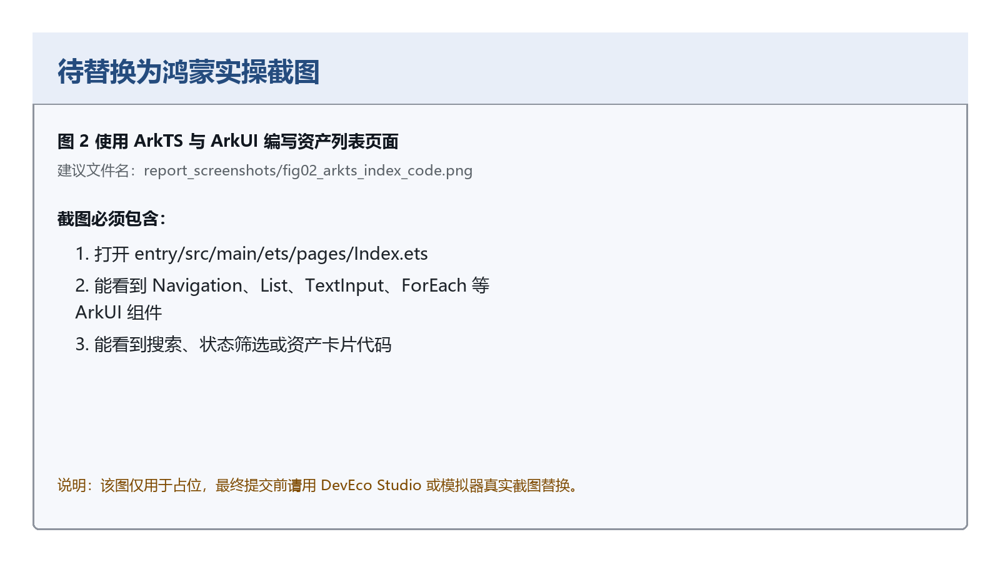 待替换为鸿蒙实操截图
图 2 使用 ArkTS 与 ArkUI 编写资产列表页面
建议文件名：report_screenshots/fig02_arkts_index_code.png
截图必须包含：
1. 打开 entry/src/main/ets/pages/Index.ets
2. 能看到 Navigation、List、TextInput、ForEach 等
ArkUI 组件
3. 能看到搜索、状态筛选或资产卡片代码
说明：该图仅用于占位，最终提交前请用 DevEco Studio 或模拟器真实截图替换。